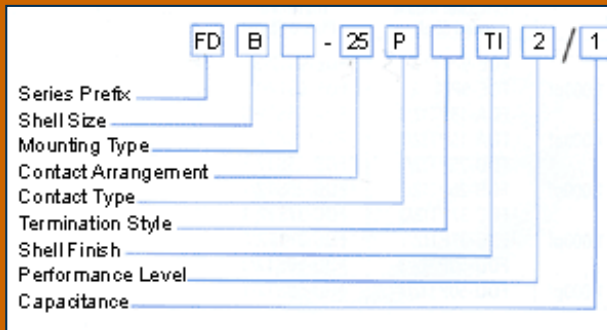 FD B - 25 P TI 2 / 1
Series Prefix
Shell Size
Mounting Type
Contact Arrangement
Contact Type
Termination Style
Shell Finish
Performance Level
Capacitance